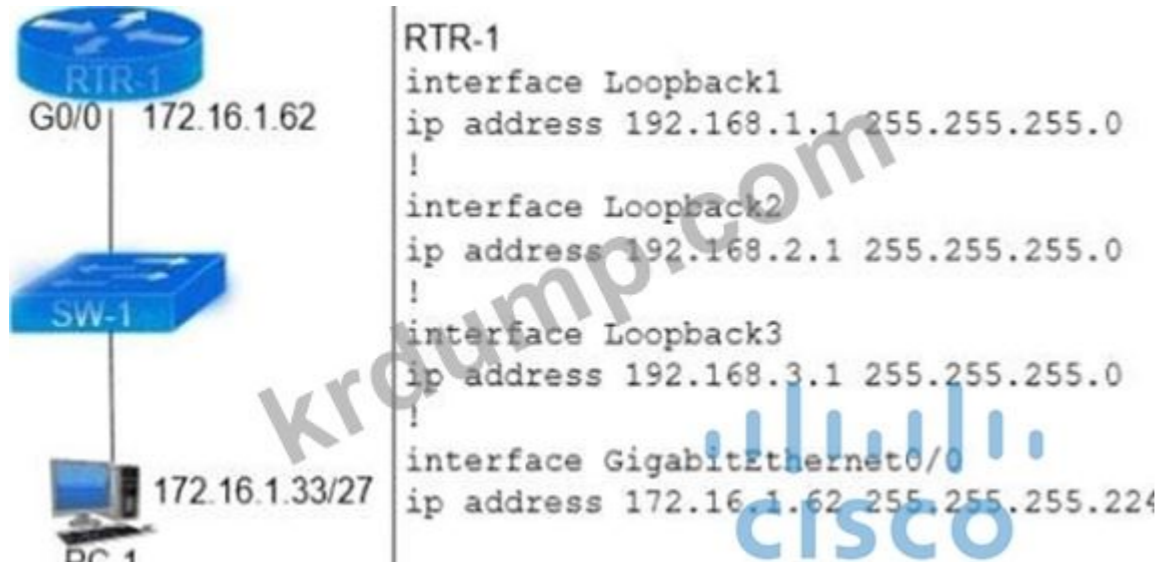 RTR-1
G0/0 172.16.1.62
SW-1
172.16.1.33/27
PC-1
RTR-1
interface Loopback1
ip address 192.168.1.1 255.255.255.0
!
interface Loopback2
ip address 192.168.2.1 255.255.255.0
!
interface Loopback3
ip address 192.168.3.1 255.255.255.0
!
interface GigabitEthernet0/0
ip address 172.16.1.62 255.255.255.224
krdump.com
CISCO